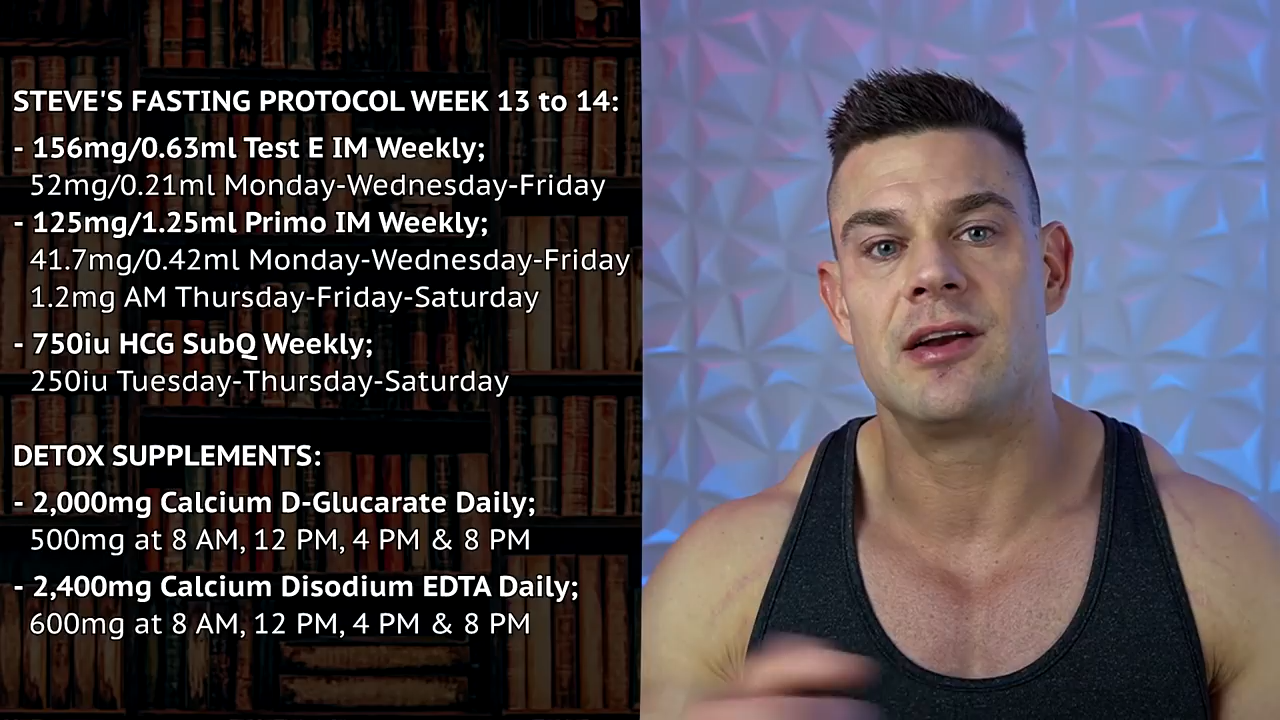 STEVE'S FASTING PROTOCOL WEEK 13 to 14:
- 156mg/0.63ml Test E IM Weekly;
52mg/0.21ml Monday-Wednesday-Friday
- 125mg/1.25ml Primo IM Weekly;
41.7mg/0.42ml Monday-Wednesday-Friday
1.2mg AM Thursday-Friday-Saturday
- 750iu HCG SubQ Weekly;
250iu Tuesday-Thursday-Saturday
DETOX SUPPLEMENTS:
- 2,000mg Calcium D-Glucarate Daily;
500mg at 8 AM, 12 PM, 4 PM & 8 PM
- 2,400mg Calcium Disodium EDTA Daily;
600mg at 8 AM, 12 PM, 4 PM & 8 PM